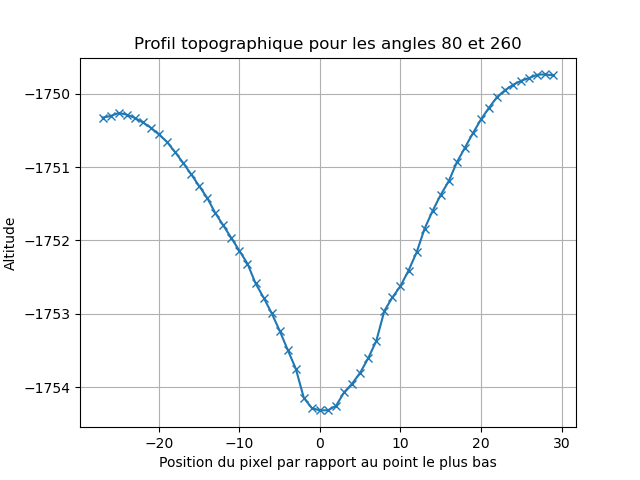 Profil topographique pour les angles 80 et 260
Altitude
−1750
−1751
−1752
−1753
−1754
−20 −10 0 10 20 30
Position du pixel par rapport au point le plus bas